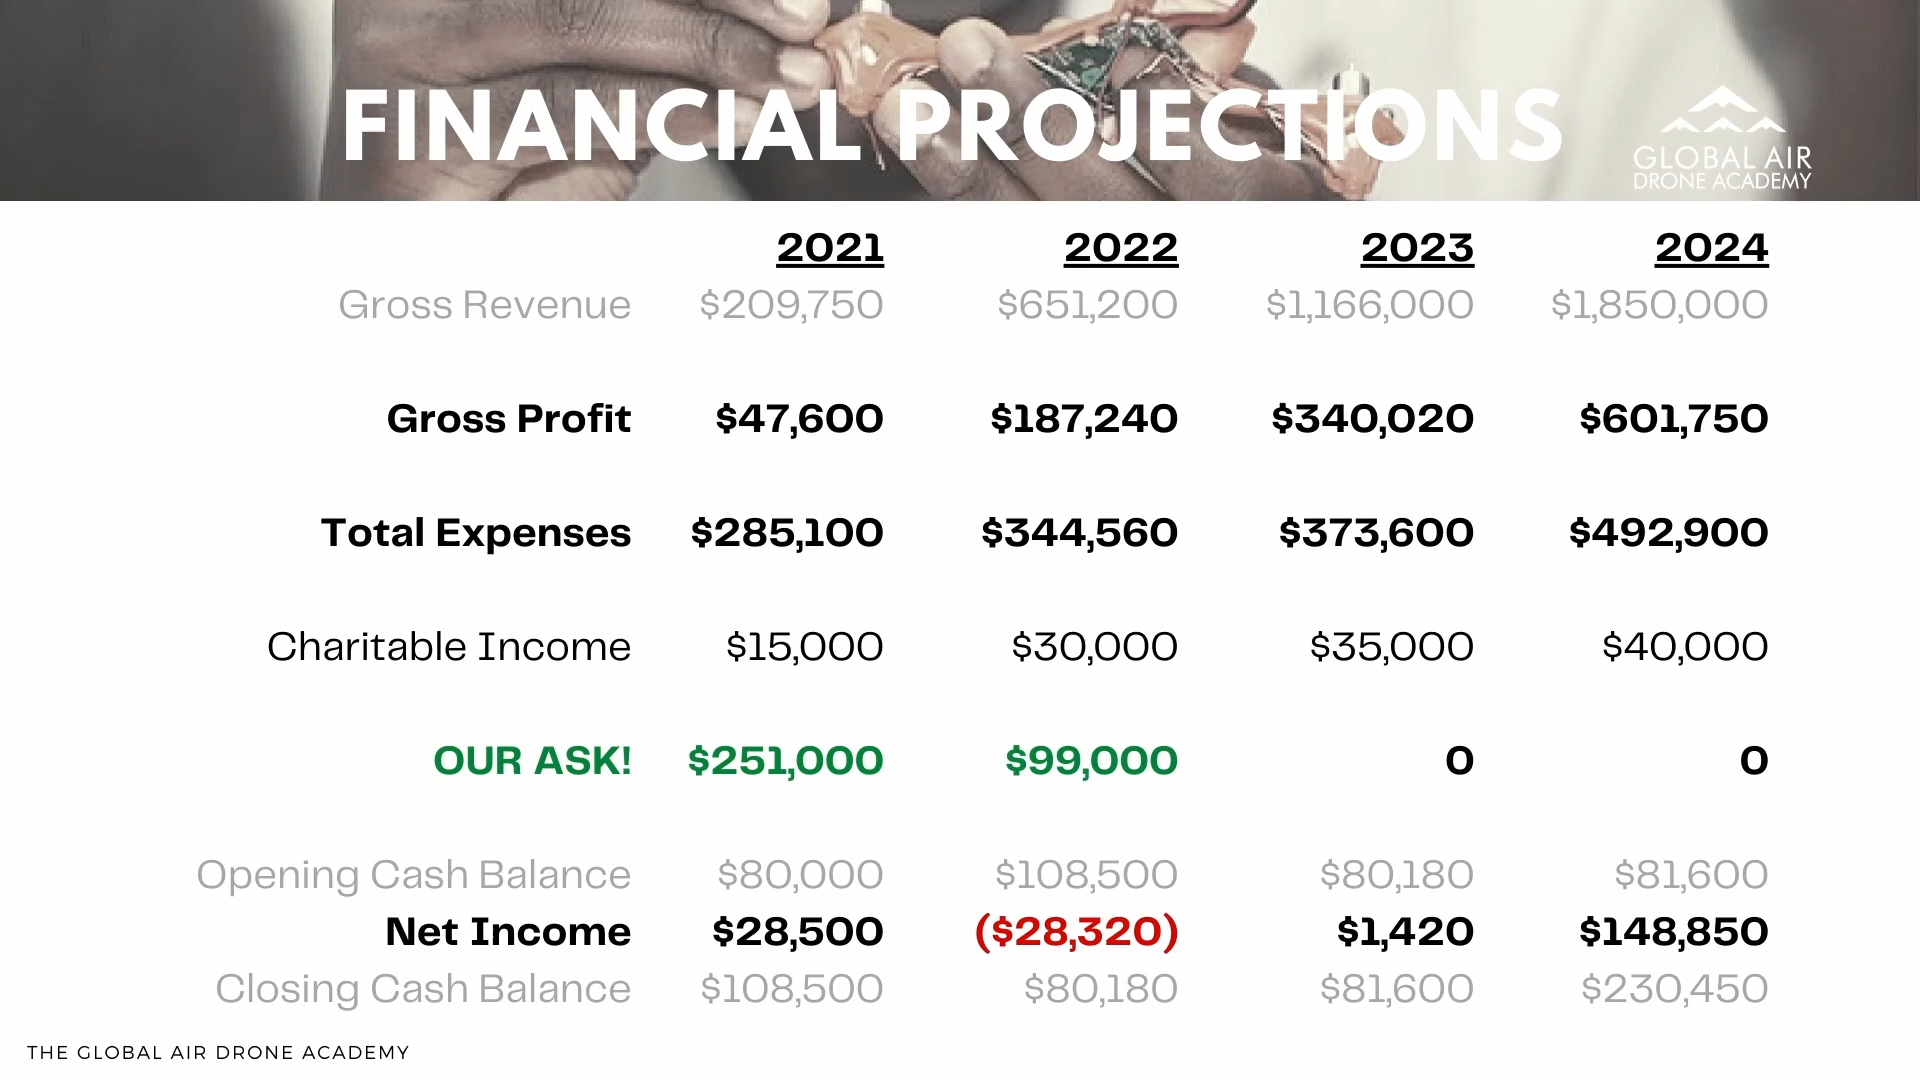 FINANCIAL PROJECTIONS
GLOBAL AIR
DRONE ACADEMY
2021 2022 2023 2024
Gross Revenue $209,750 $651,200 $1,166,000 $1,850,000
Gross Profit $47,600 $187,240 $340,020 $601,750
Total Expenses $285,100 $344,560 $373,600 $492,900
Charitable Income $15,000 $30,000 $35,000 $40,000
OUR ASK! $251,000 $99,000 0 0
Opening Cash Balance $80,000 $108,500 $80,180 $81,600
Net Income $28,500 ($28,320) $1,420 $148,850
Closing Cash Balance $108,500 $80,180 $81,600 $230,450
THE GLOBAL AIR DRONE ACADEMY